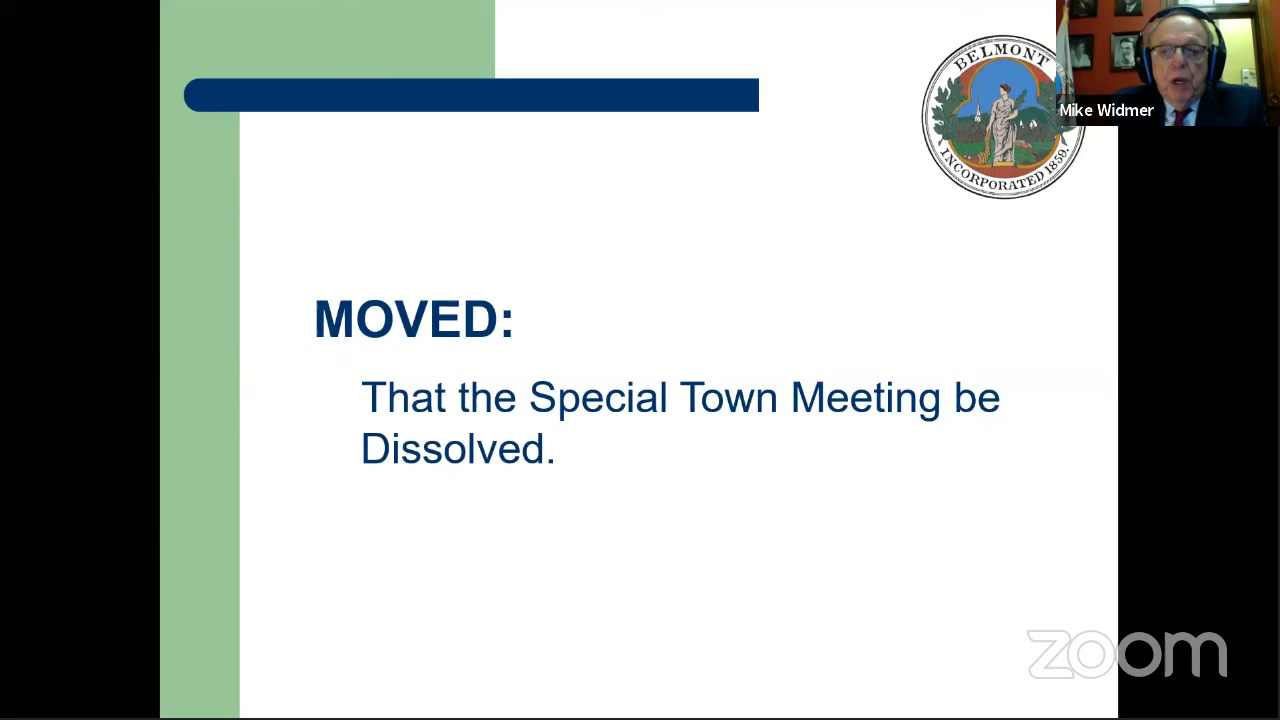 BELMONT
INCORPORATED 1859.
Mike Widmer
MOVED:
That the Special Town Meeting be
Dissolved.
zoom